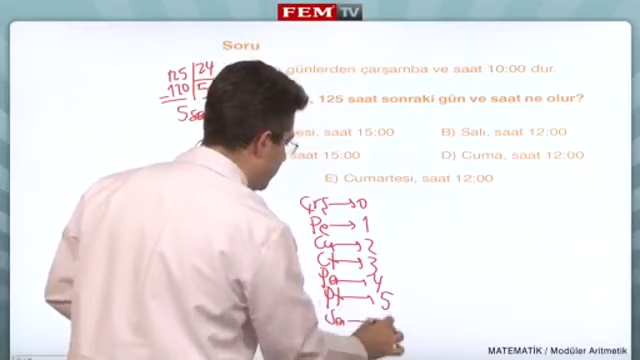 FEM TV
Soru
günlerden çarşamba ve saat 10:00 dur.
125 saat sonraki gün ve saat ne olur?
esi, saat 15:00
B) Salı, saat 12:00
saat 15:00
D) Cuma, saat 12:00
E) Cumartesi, saat 12:00
125 24
-120 5
5
Çrş → 0
Pe → 1
Cu → 2
Ct → 3
Pa → 4
Pt → 5
Sa →
MATEMATİK / Modüler Aritmetik